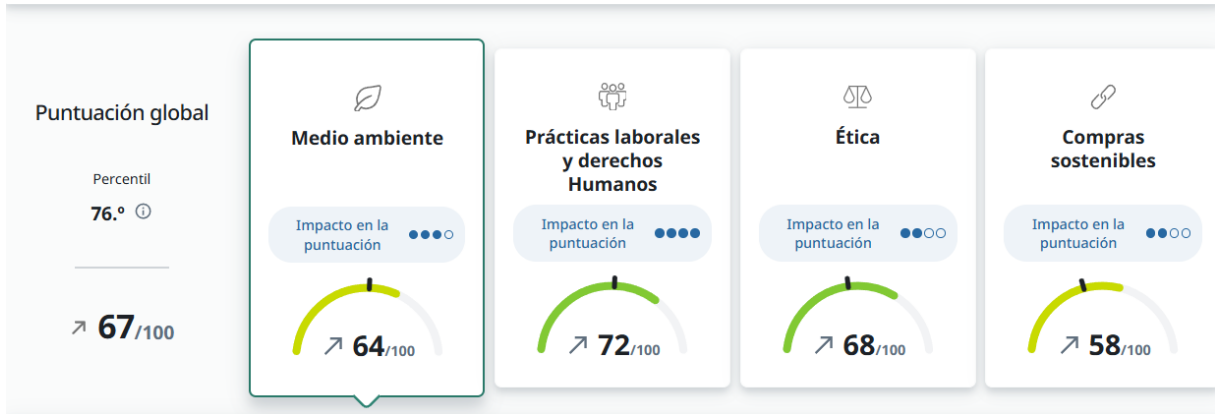 Puntuación global
Percentil
76.º
67/100
Medio ambiente
Impacto en la
puntuación
64/100
Prácticas laborales
y derechos
Humanos
Impacto en la
puntuación
72/100
Ética
Impacto en la
puntuación
68/100
Compras
sostenibles
Impacto en la
puntuación
58/100